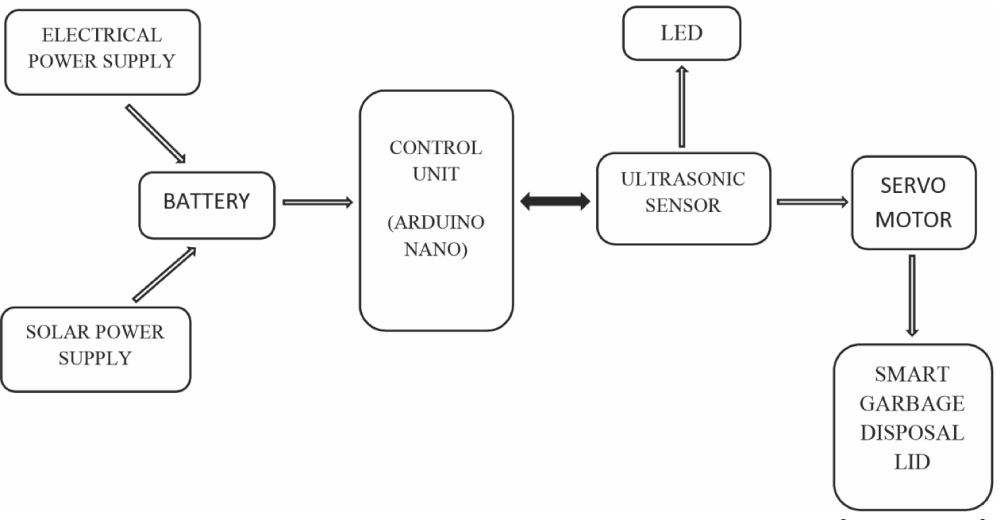 ELECTRICAL
POWER SUPPLY
LED
CONTROL
UNIT
(ARDUINO
NANO)
BATTERY
ULTRASONIC
SENSOR
SERVO
MOTOR
SOLAR POWER
SUPPLY
SMART
GARBAGE
DISPOSAL
LID